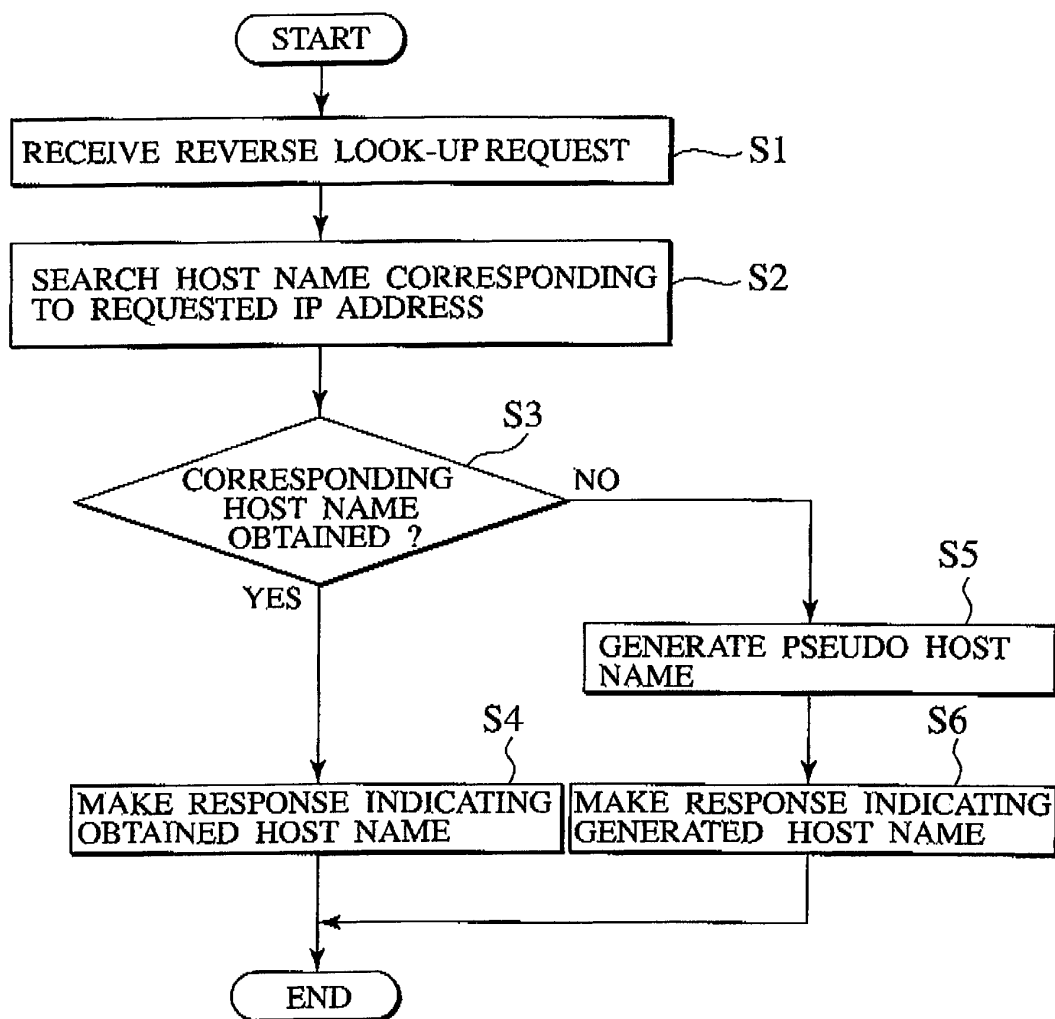 START
RECEIVE REVERSE LOOK-UP REQUEST
S1
SEARCH HOST NAME CORRESPONDING
TO REQUESTED IP ADDRESS
S2
S3
CORRESPONDING
HOST NAME
OBTAINED ?
NO
YES
S5
GENERATE PSEUDO HOST
NAME
S4
MAKE RESPONSE INDICATING
OBTAINED HOST NAME
S6
MAKE RESPONSE INDICATING
GENERATED HOST NAME
END